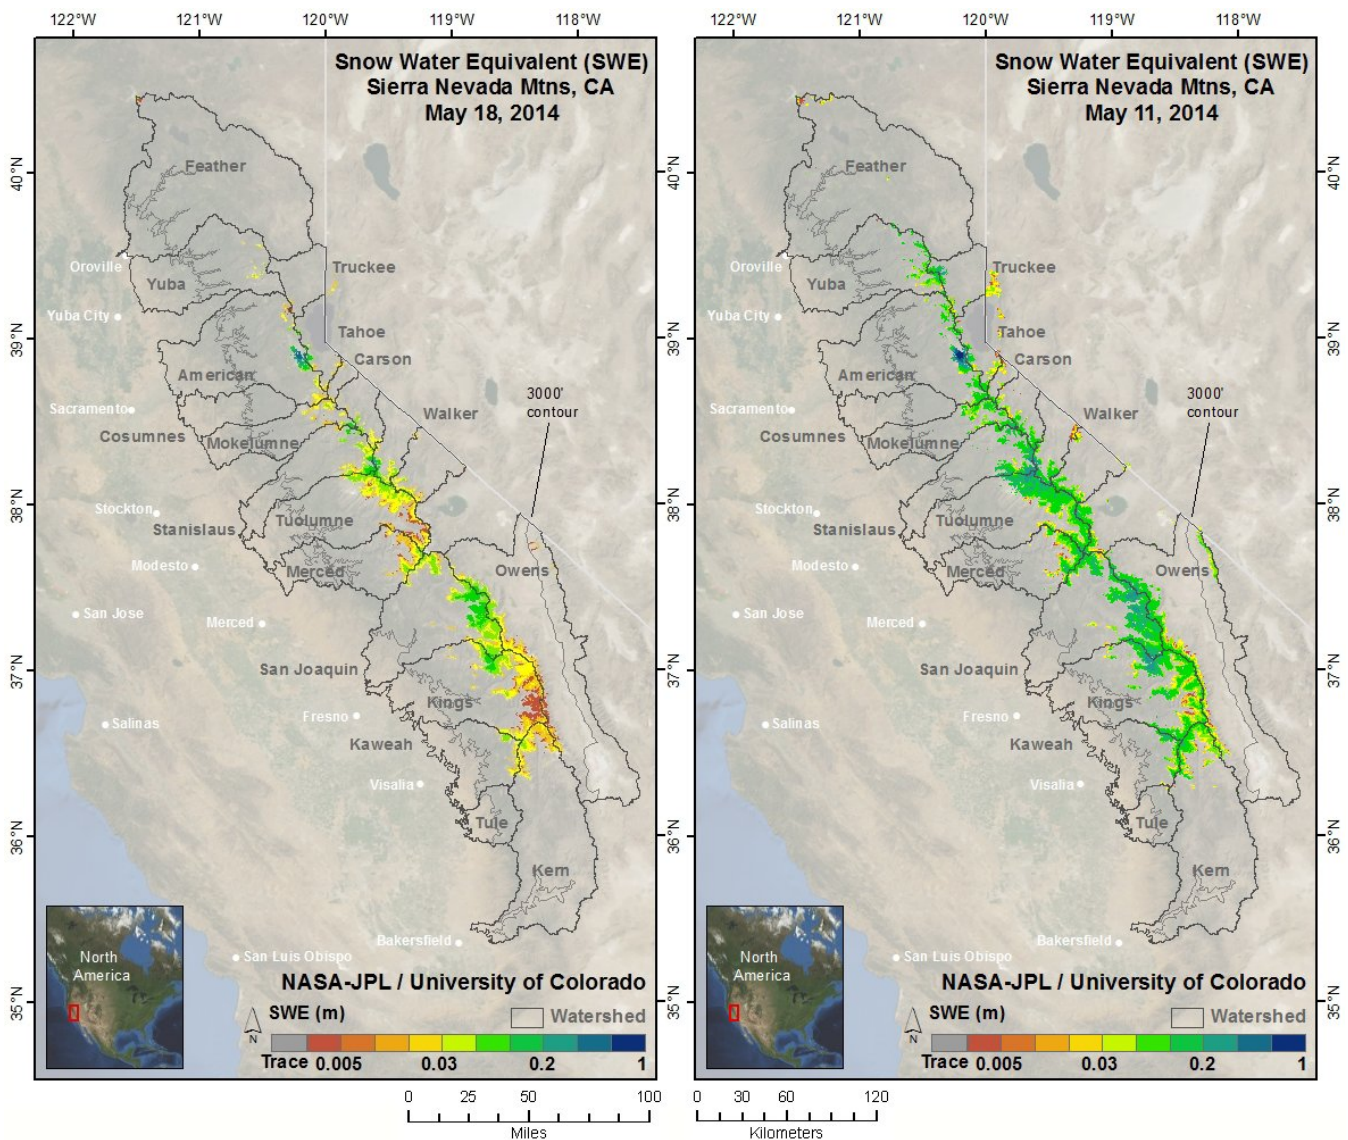 122°W 121°W 120°W 119°W 118°W
Snow Water Equivalent (SWE)
Sierra Nevada Mtns, CA
May 18, 2014
40°N
39°N
38°N
37°N
36°N
35°N
Feather
Oroville
Truckee
Yuba
Yuba City
Tahoe
Carson
American
3000'
contour
Sacramento
Walker
Cosumnes
Mokelumne
Stockton
Stanislaus
Tuolumne
Modesto
Merced
Owens
San Jose
Merced
San Joaquin
Kings
Salinas
Fresno
Kaweah
Visalia
Tule
Kern
Bakersfield
San Luis Obispo
North
America
NASA-JPL / University of Colorado
SWE (m)
Watershed
N
Trace 0.005 0.03 0.2 1
0 25 50 100
Miles
122°W 121°W 120°W 119°W 118°W
Snow Water Equivalent (SWE)
Sierra Nevada Mtns, CA
May 11, 2014
40°N
39°N
38°N
37°N
36°N
35°N
Feather
Oroville
Truckee
Yuba
Yuba City
Tahoe
Carson
American
3000'
contour
Sacramento
Walker
Cosumnes
Mokelumne
Stockton
Stanislaus
Tuolumne
Modesto
Merced
Owens
San Jose
Merced
San Joaquin
Kings
Salinas
Fresno
Kaweah
Visalia
Tule
Kern
Bakersfield
San Luis Obispo
North
America
NASA-JPL / University of Colorado
SWE (m)
Watershed
N
Trace 0.005 0.03 0.2 1
0 30 60 120
Kilometers